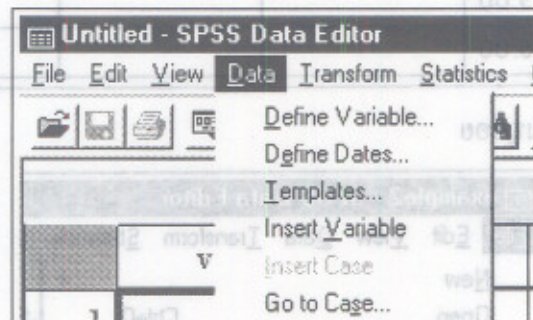 Untitled - SPSS Data Editor
File Edit View Data Transform Statistics
Define Variable...
Define Dates...
Templates...
Insert Variable
v
Insert Case
Go to Case...
1